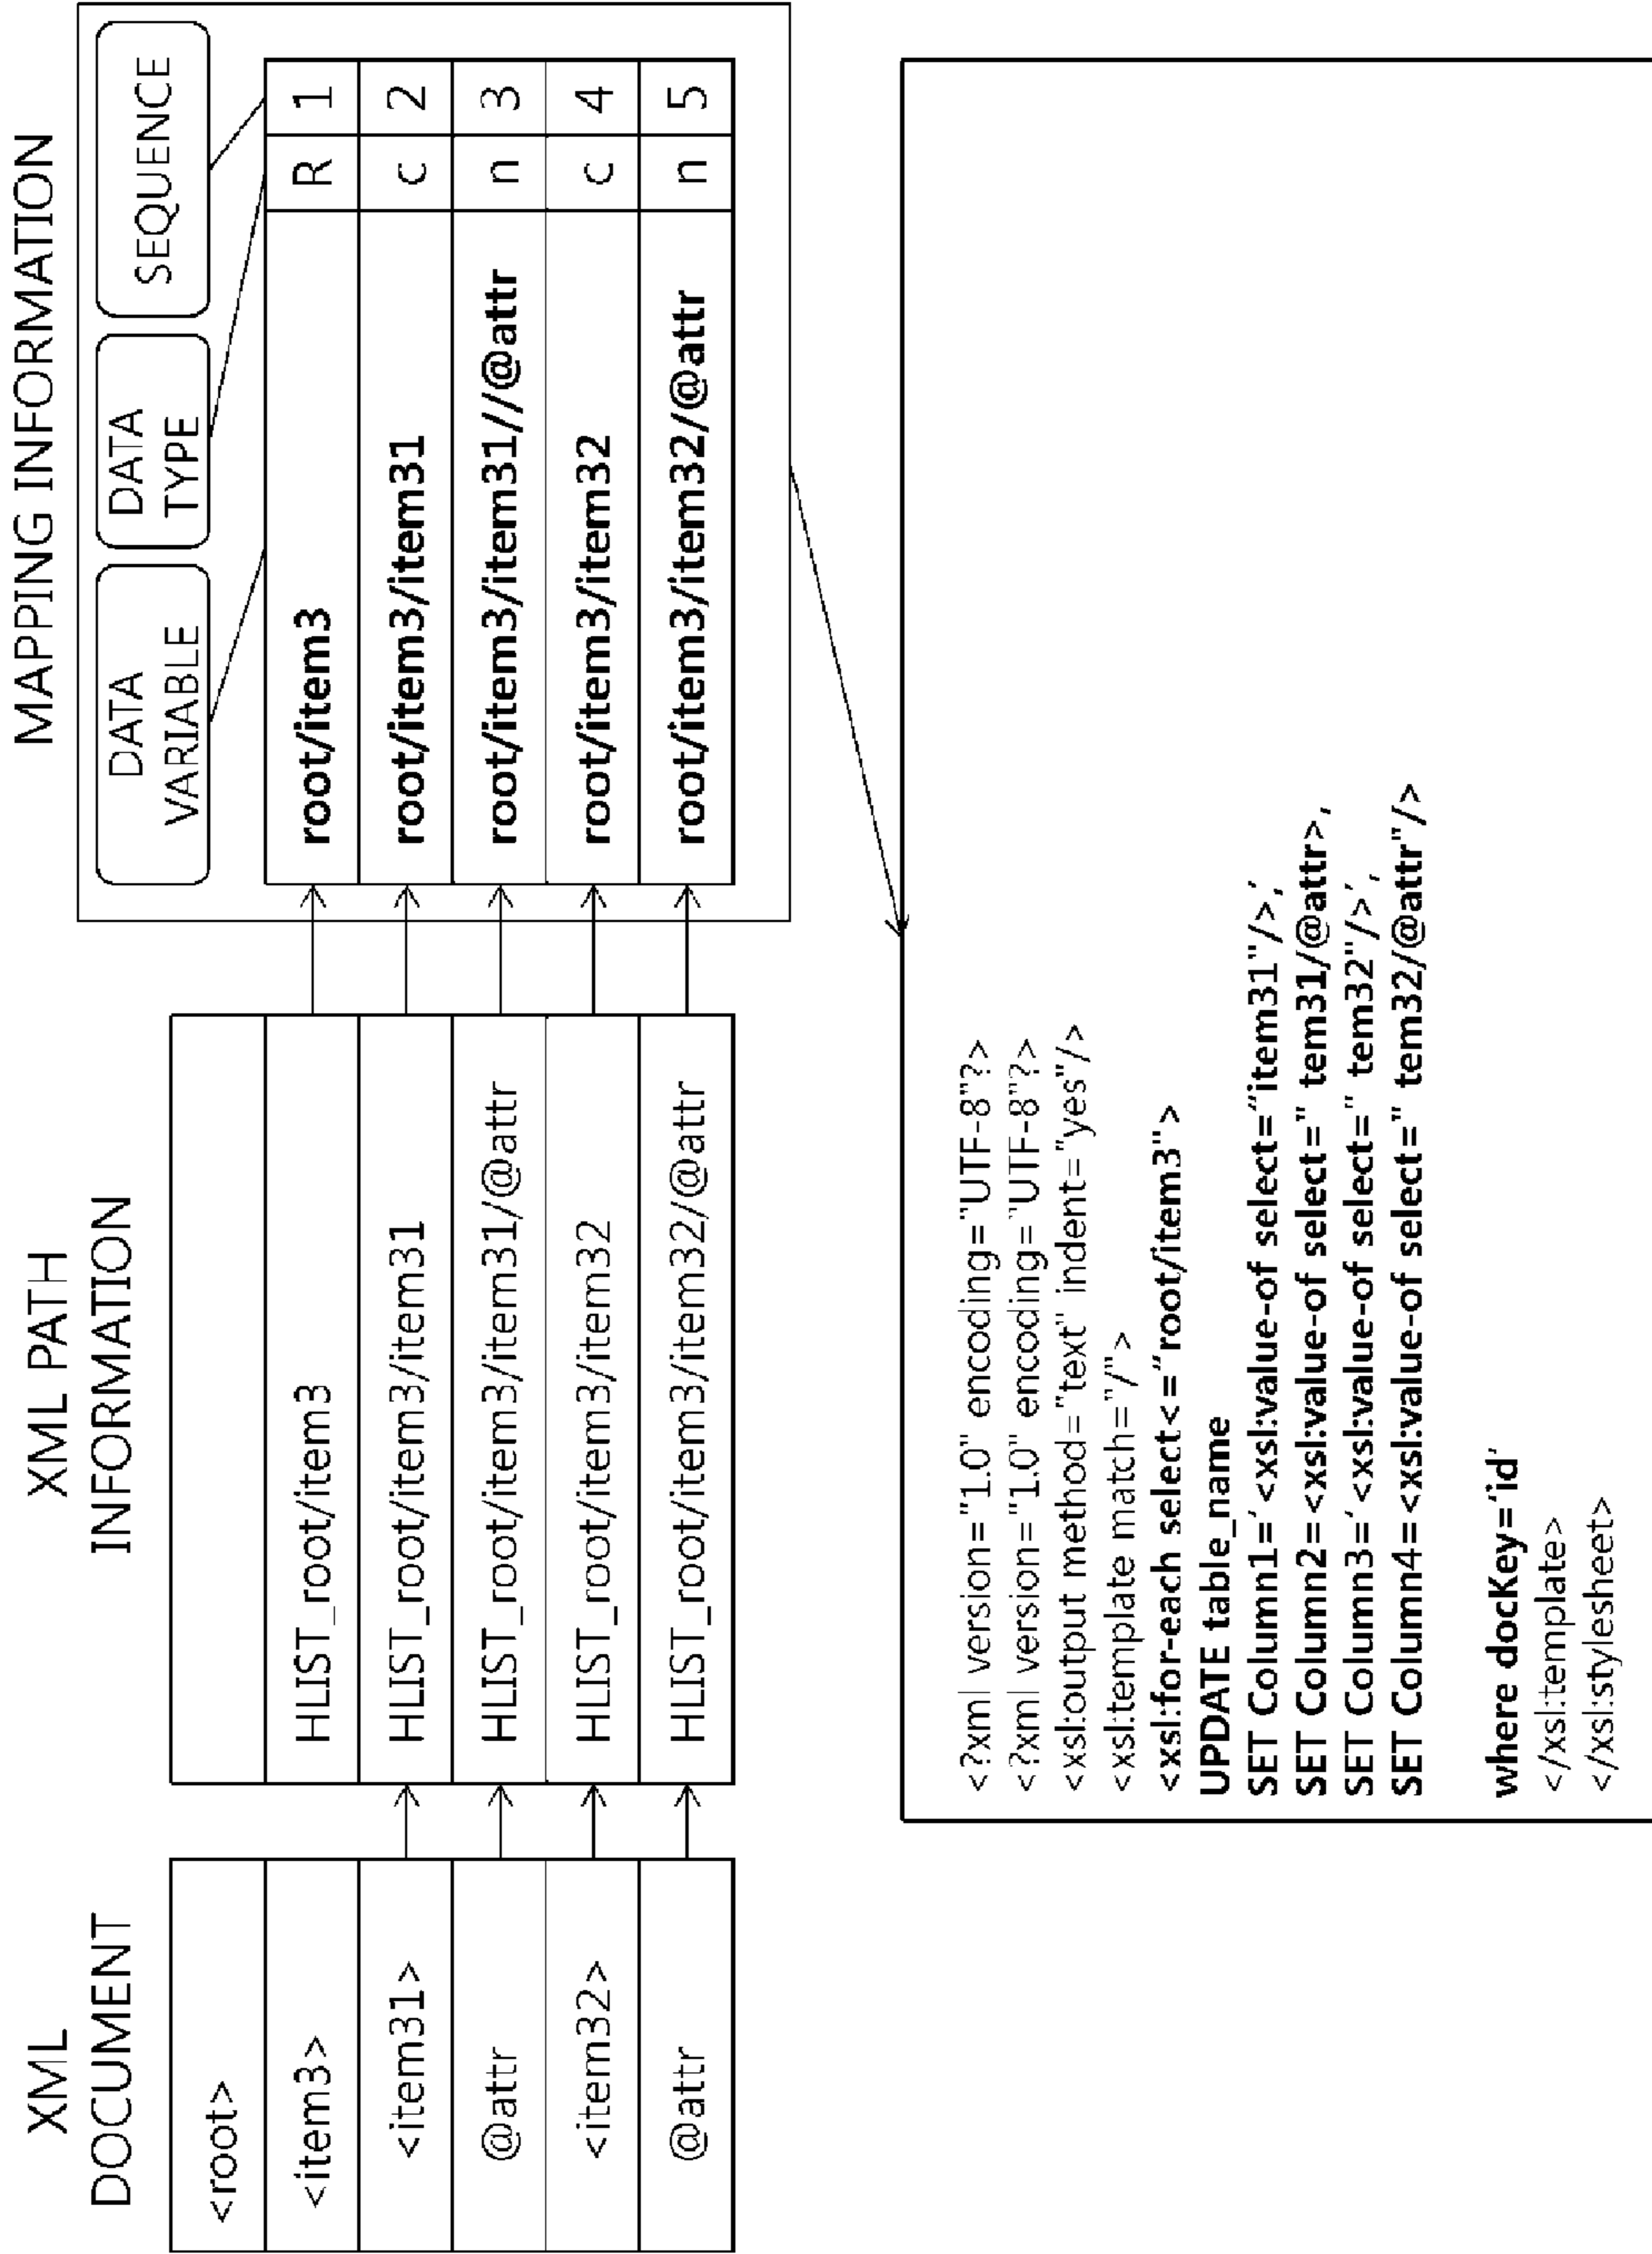 XML
DOCUMENT
<root>
<item3>
<item31>
@attr
<item32>
@attr
XML PATH
INFORMATION
HLIST_root/item3
HLIST_root/item3/item31
HLIST_root/item3/item31/@attr
HLIST_root/item3/item32
HLIST_root/item3/item32/@attr
MAPPING INFORMATION
DATA
VARIABLE
DATA
TYPE
SEQUENCE
root/item3 R 1
root/item3/item31 c 2
root/item3/item31//@attr n 3
root/item3/item32 c 4
root/item3/item32/@attr n 5
<?xml version="1.0" encoding="UTF-8"?>
<?xml version="1.0" encoding="UTF-8"?>
<xsl:output method="text" indent="yes"/>
<xsl:template match="/">
<xsl:for-each select<="root/item3">
UPDATE table_name
SET Column1='<xsl:value-of select="item31"/>',
SET Column2=<xsl:value-of select=" tem31/@attr>,
SET Column3='<xsl:value-of select=" tem32"/>',
SET Column4=<xsl:value-of select=" tem32/@attr"/>
where docKey='id'
</xsl:template>
</xsl:stylesheet>